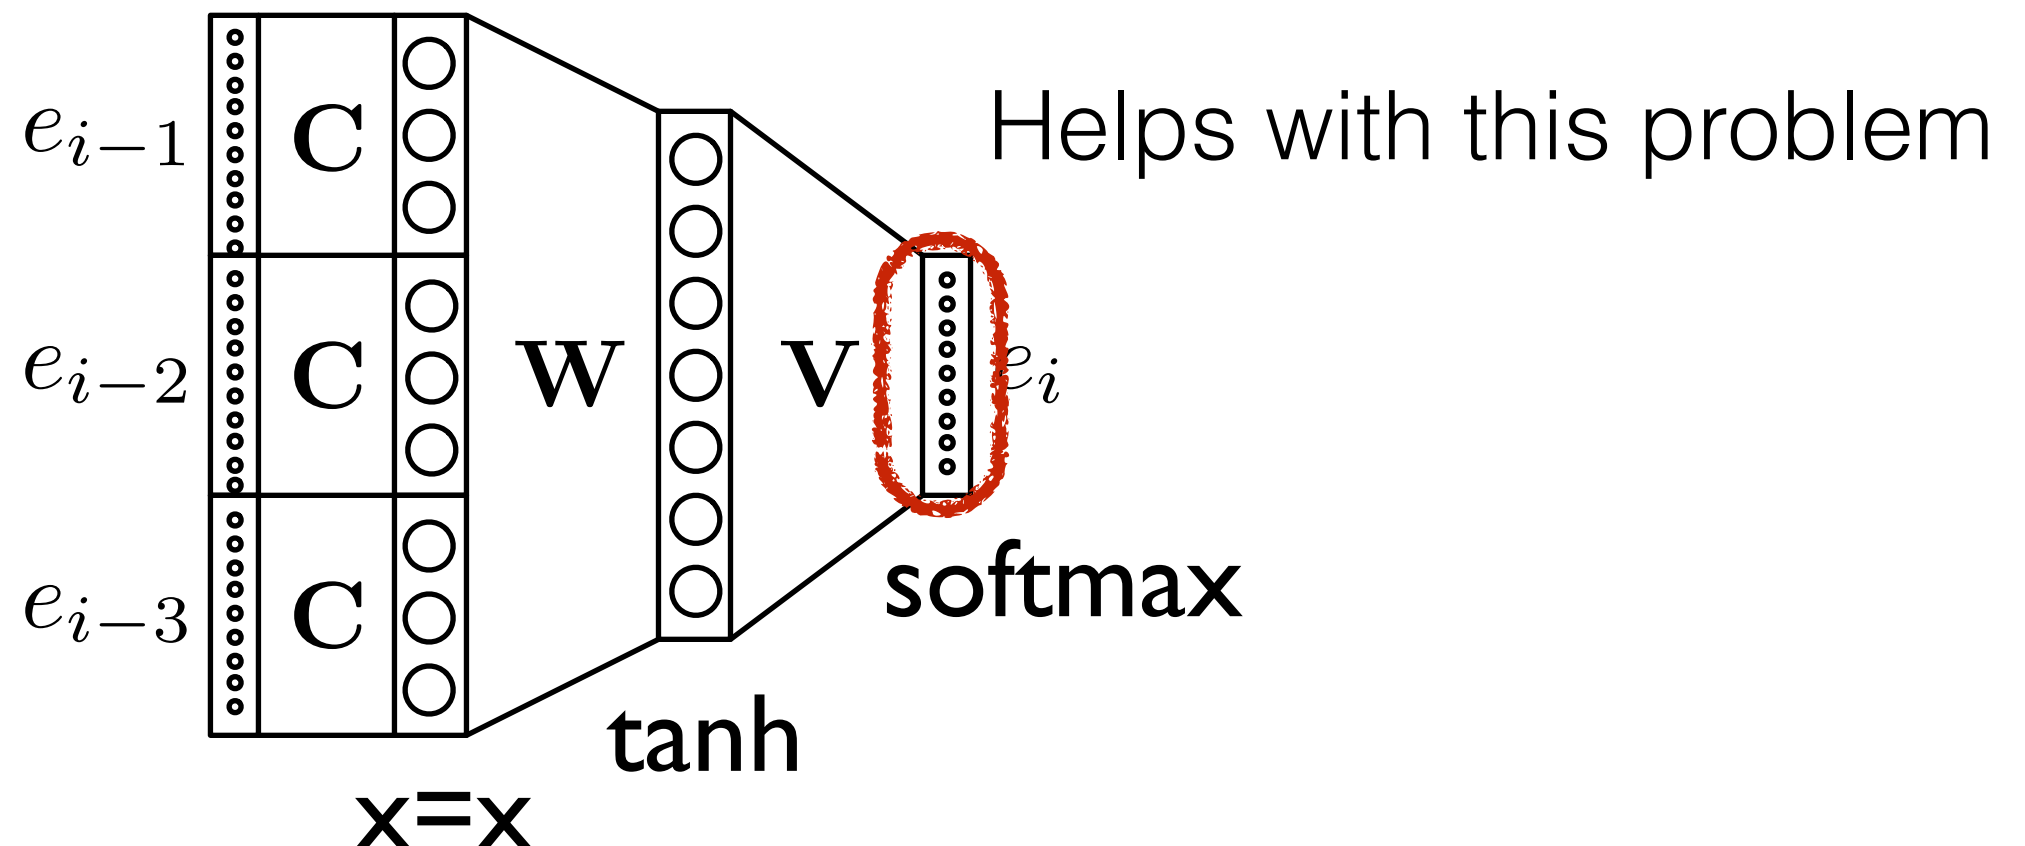 e_{i-1}
C
Helps with this problem
e_{i-2}
C
W
V
e_i
e_{i-3}
C
softmax
tanh
x=x